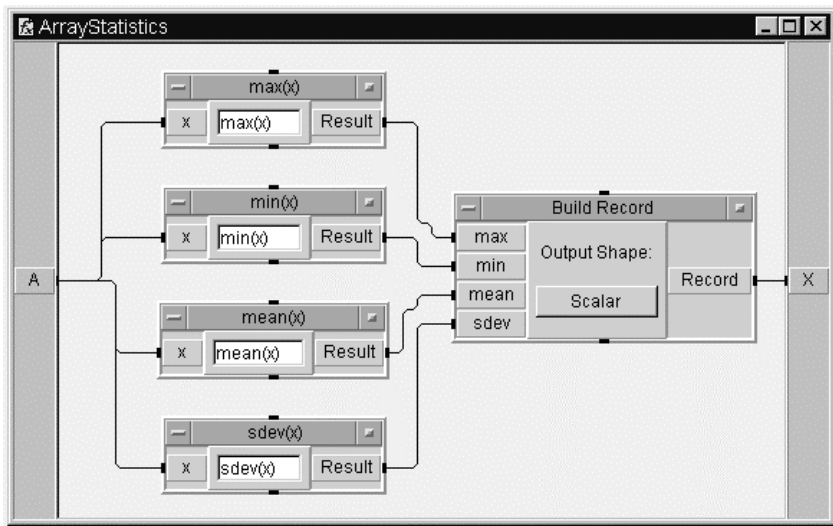 ArrayStatistics
max(x)
x max(x) Result
min(x)
x min(x) Result
mean(x)
x mean(x) Result
sdev(x)
x sdev(x) Result
A
Build Record
max
min
mean
sdev
Output Shape:
Scalar
Record
X